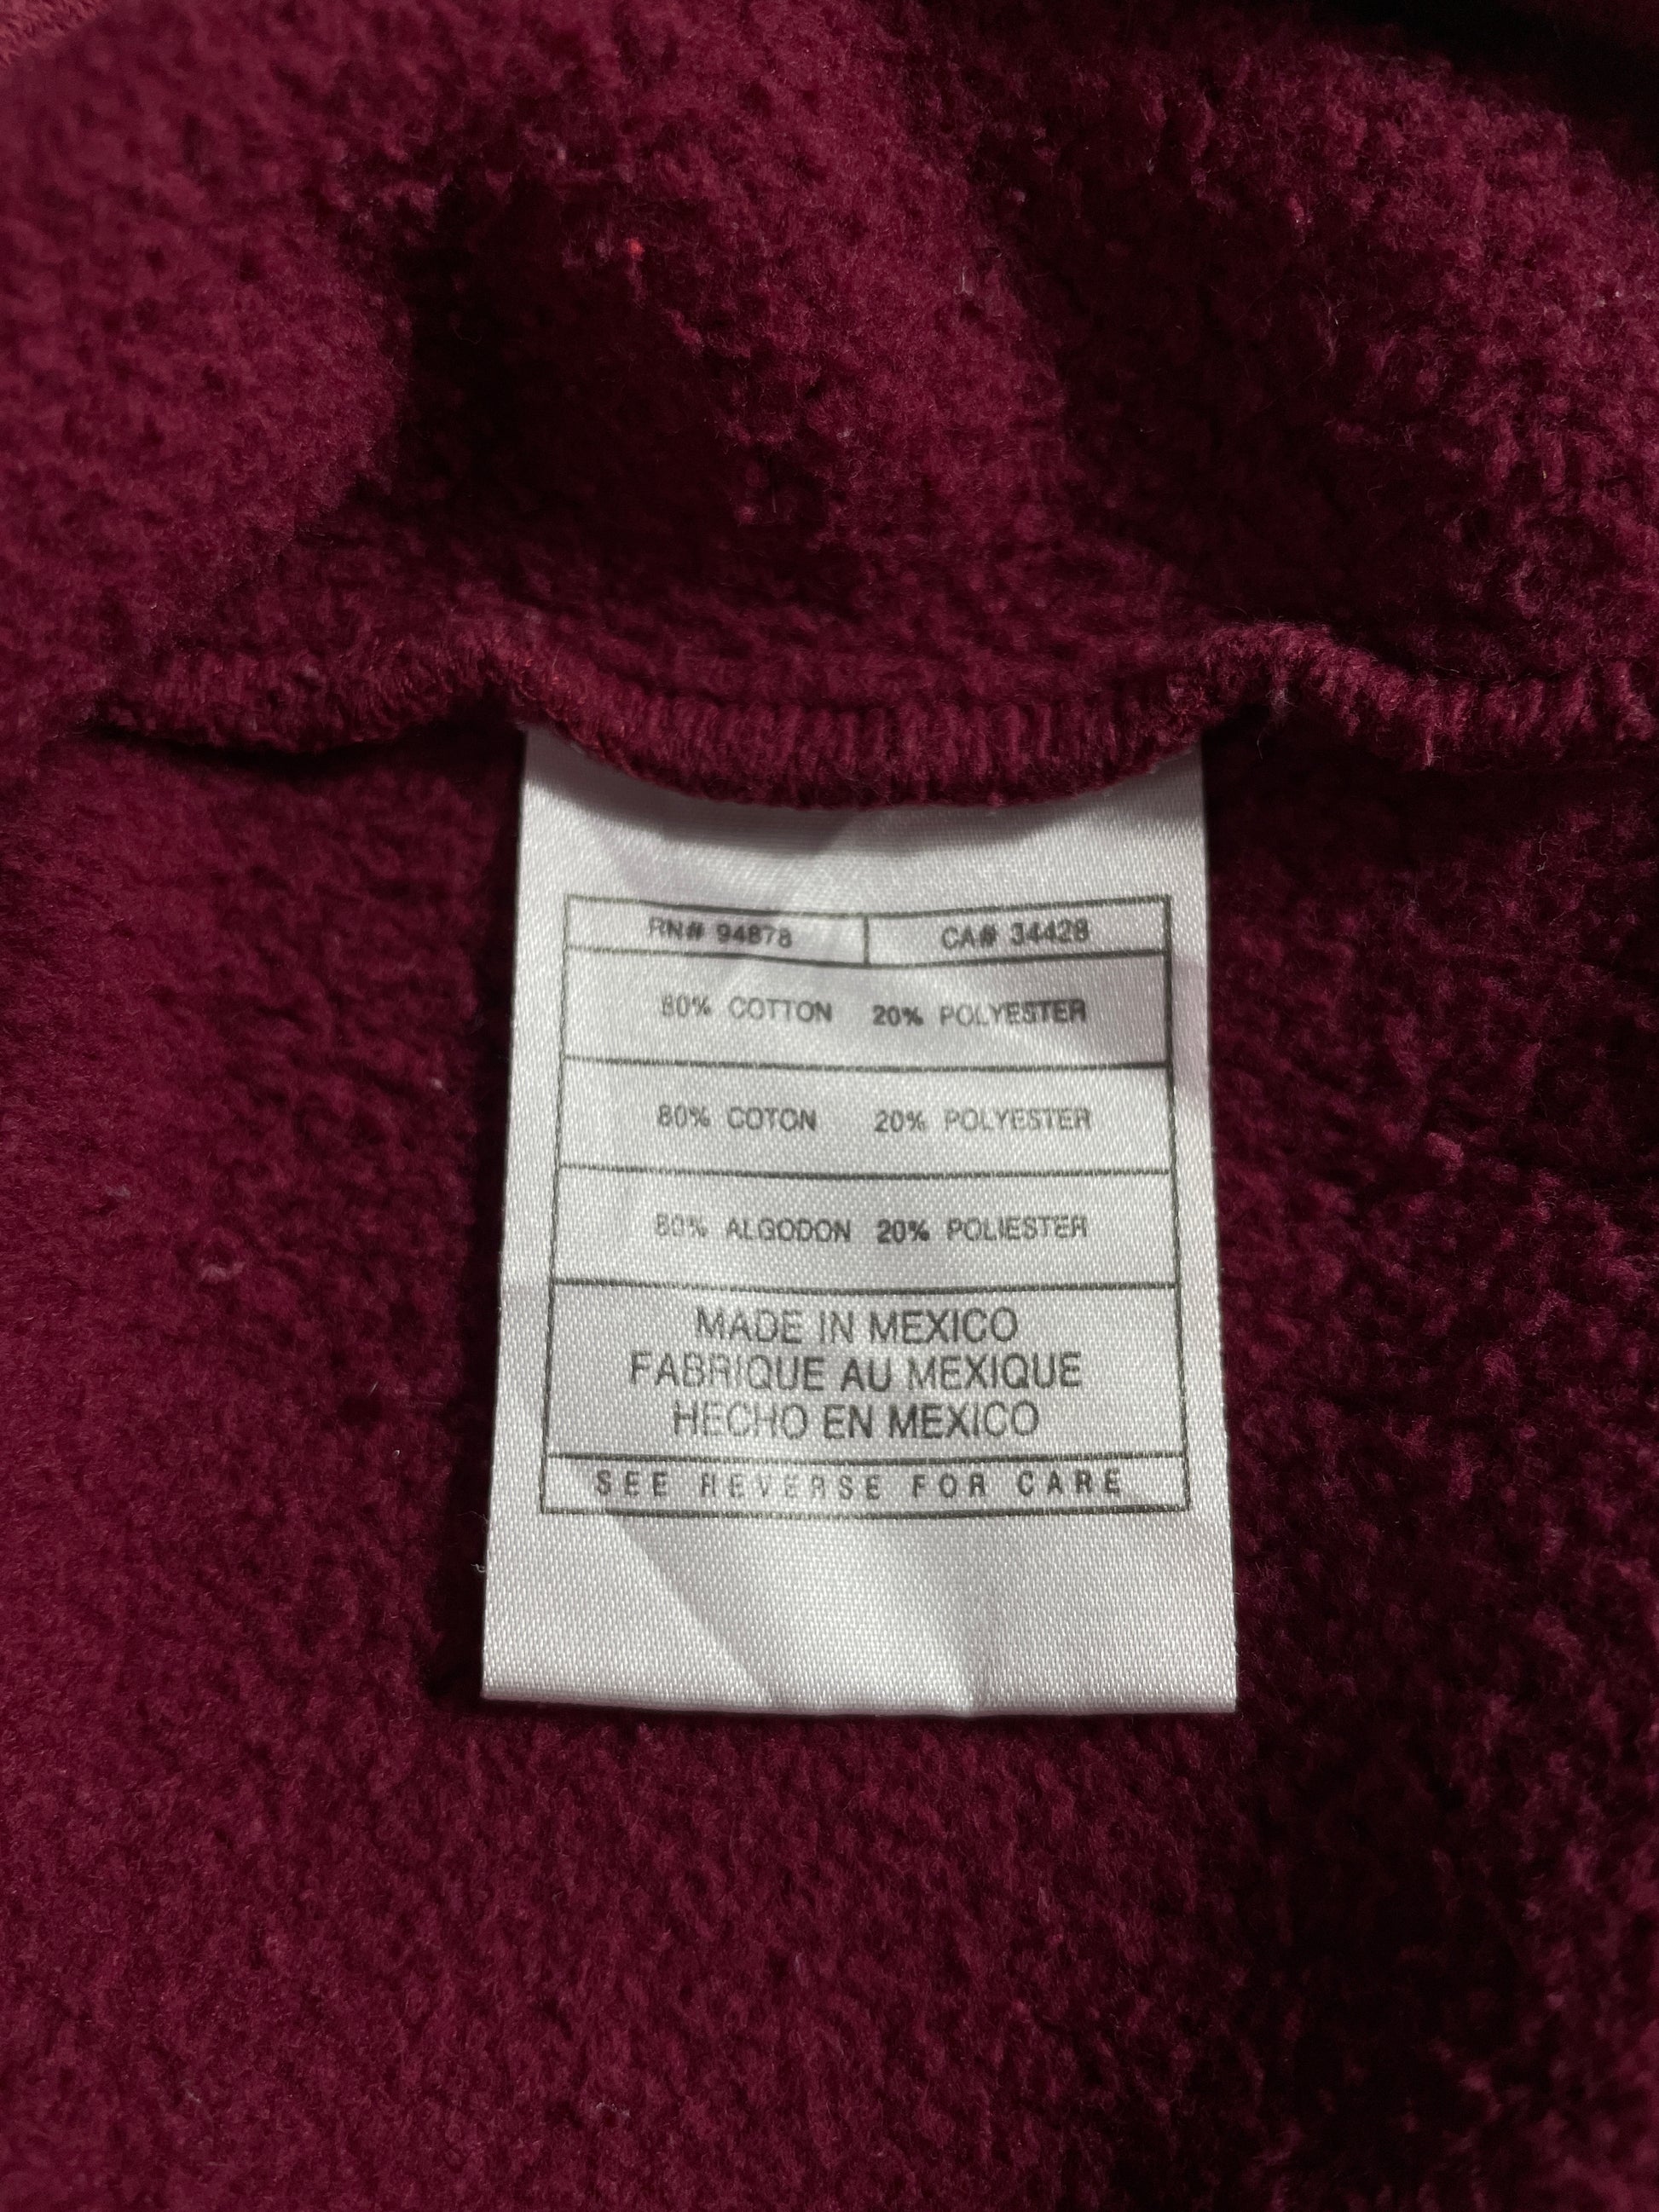 RN# 94878 CA# 34428
80% COTTON 20% POLYESTER
80% COTON 20% POLYESTER
80% ALGODON 20% POLIESTER
MADE IN MEXICO
FABRIQUE AU MEXIQUE
HECHO EN MEXICO
SEE REVERSE FOR CARE